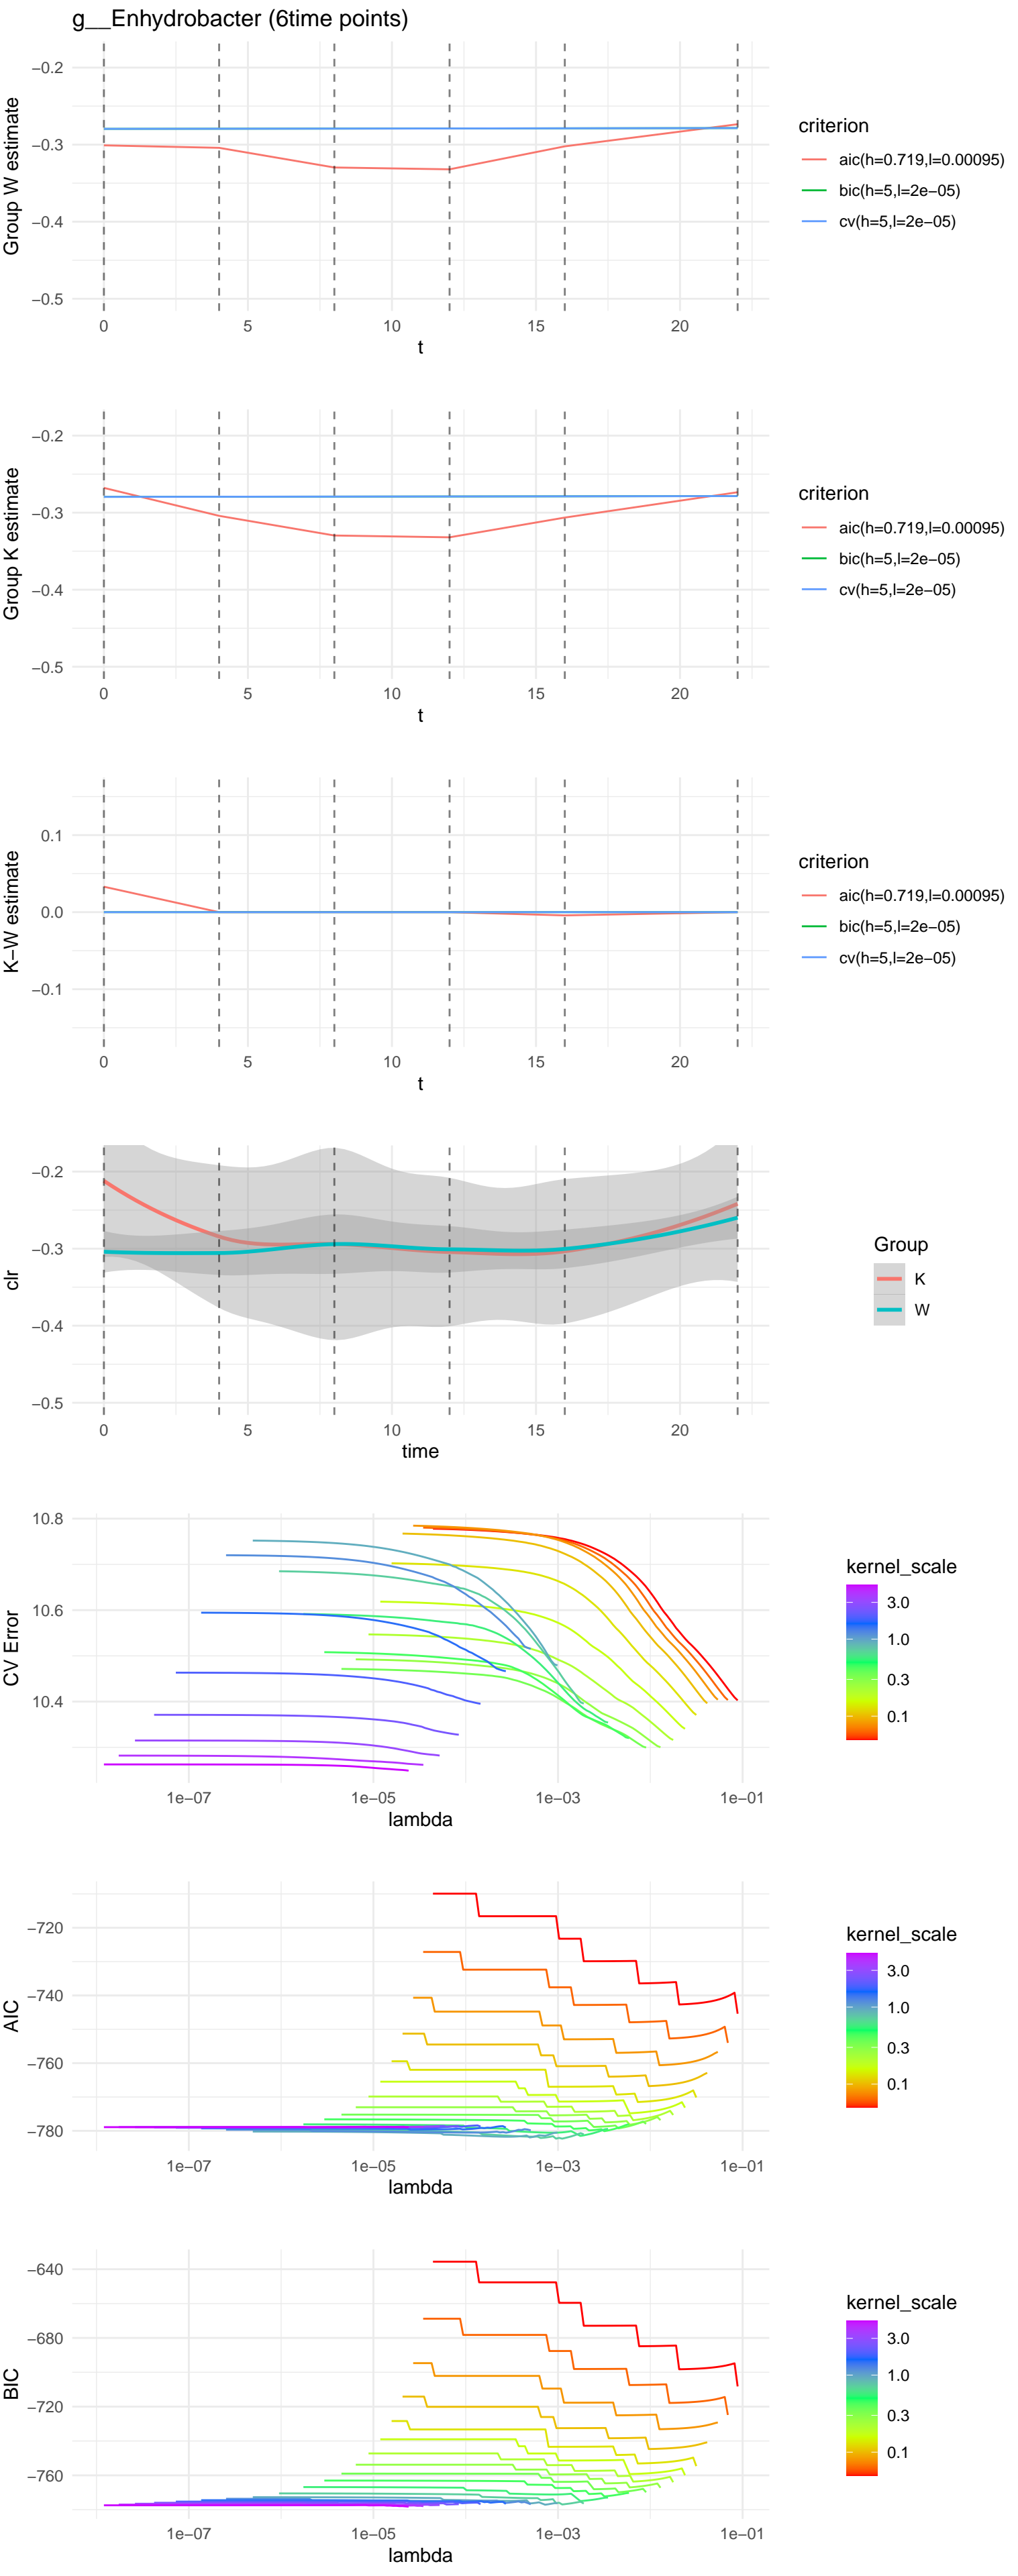 g__Enhydrobacter (6time points)
Group W estimate
−0.2
−0.3
−0.4
−0.5
0 5 10 15 20
t
criterion
aic(h=0.719,l=0.00095)
bic(h=5,l=2e−05)
cv(h=5,l=2e−05)
Group K estimate
−0.2
−0.3
−0.4
−0.5
0 5 10 15 20
t
criterion
aic(h=0.719,l=0.00095)
bic(h=5,l=2e−05)
cv(h=5,l=2e−05)
K−W estimate
0.1
0.0
−0.1
0 5 10 15 20
t
criterion
aic(h=0.719,l=0.00095)
bic(h=5,l=2e−05)
cv(h=5,l=2e−05)
clr
−0.2
−0.3
−0.4
−0.5
0 5 10 15 20
time
Group
K
W
CV Error
10.8
10.6
10.4
1e−07 1e−05 1e−03 1e−01
lambda
kernel_scale
3.0
1.0
0.3
0.1
AIC
−720
−740
−760
−780
1e−07 1e−05 1e−03 1e−01
lambda
kernel_scale
3.0
1.0
0.3
0.1
BIC
−640
−680
−720
−760
1e−07 1e−05 1e−03 1e−01
lambda
kernel_scale
3.0
1.0
0.3
0.1